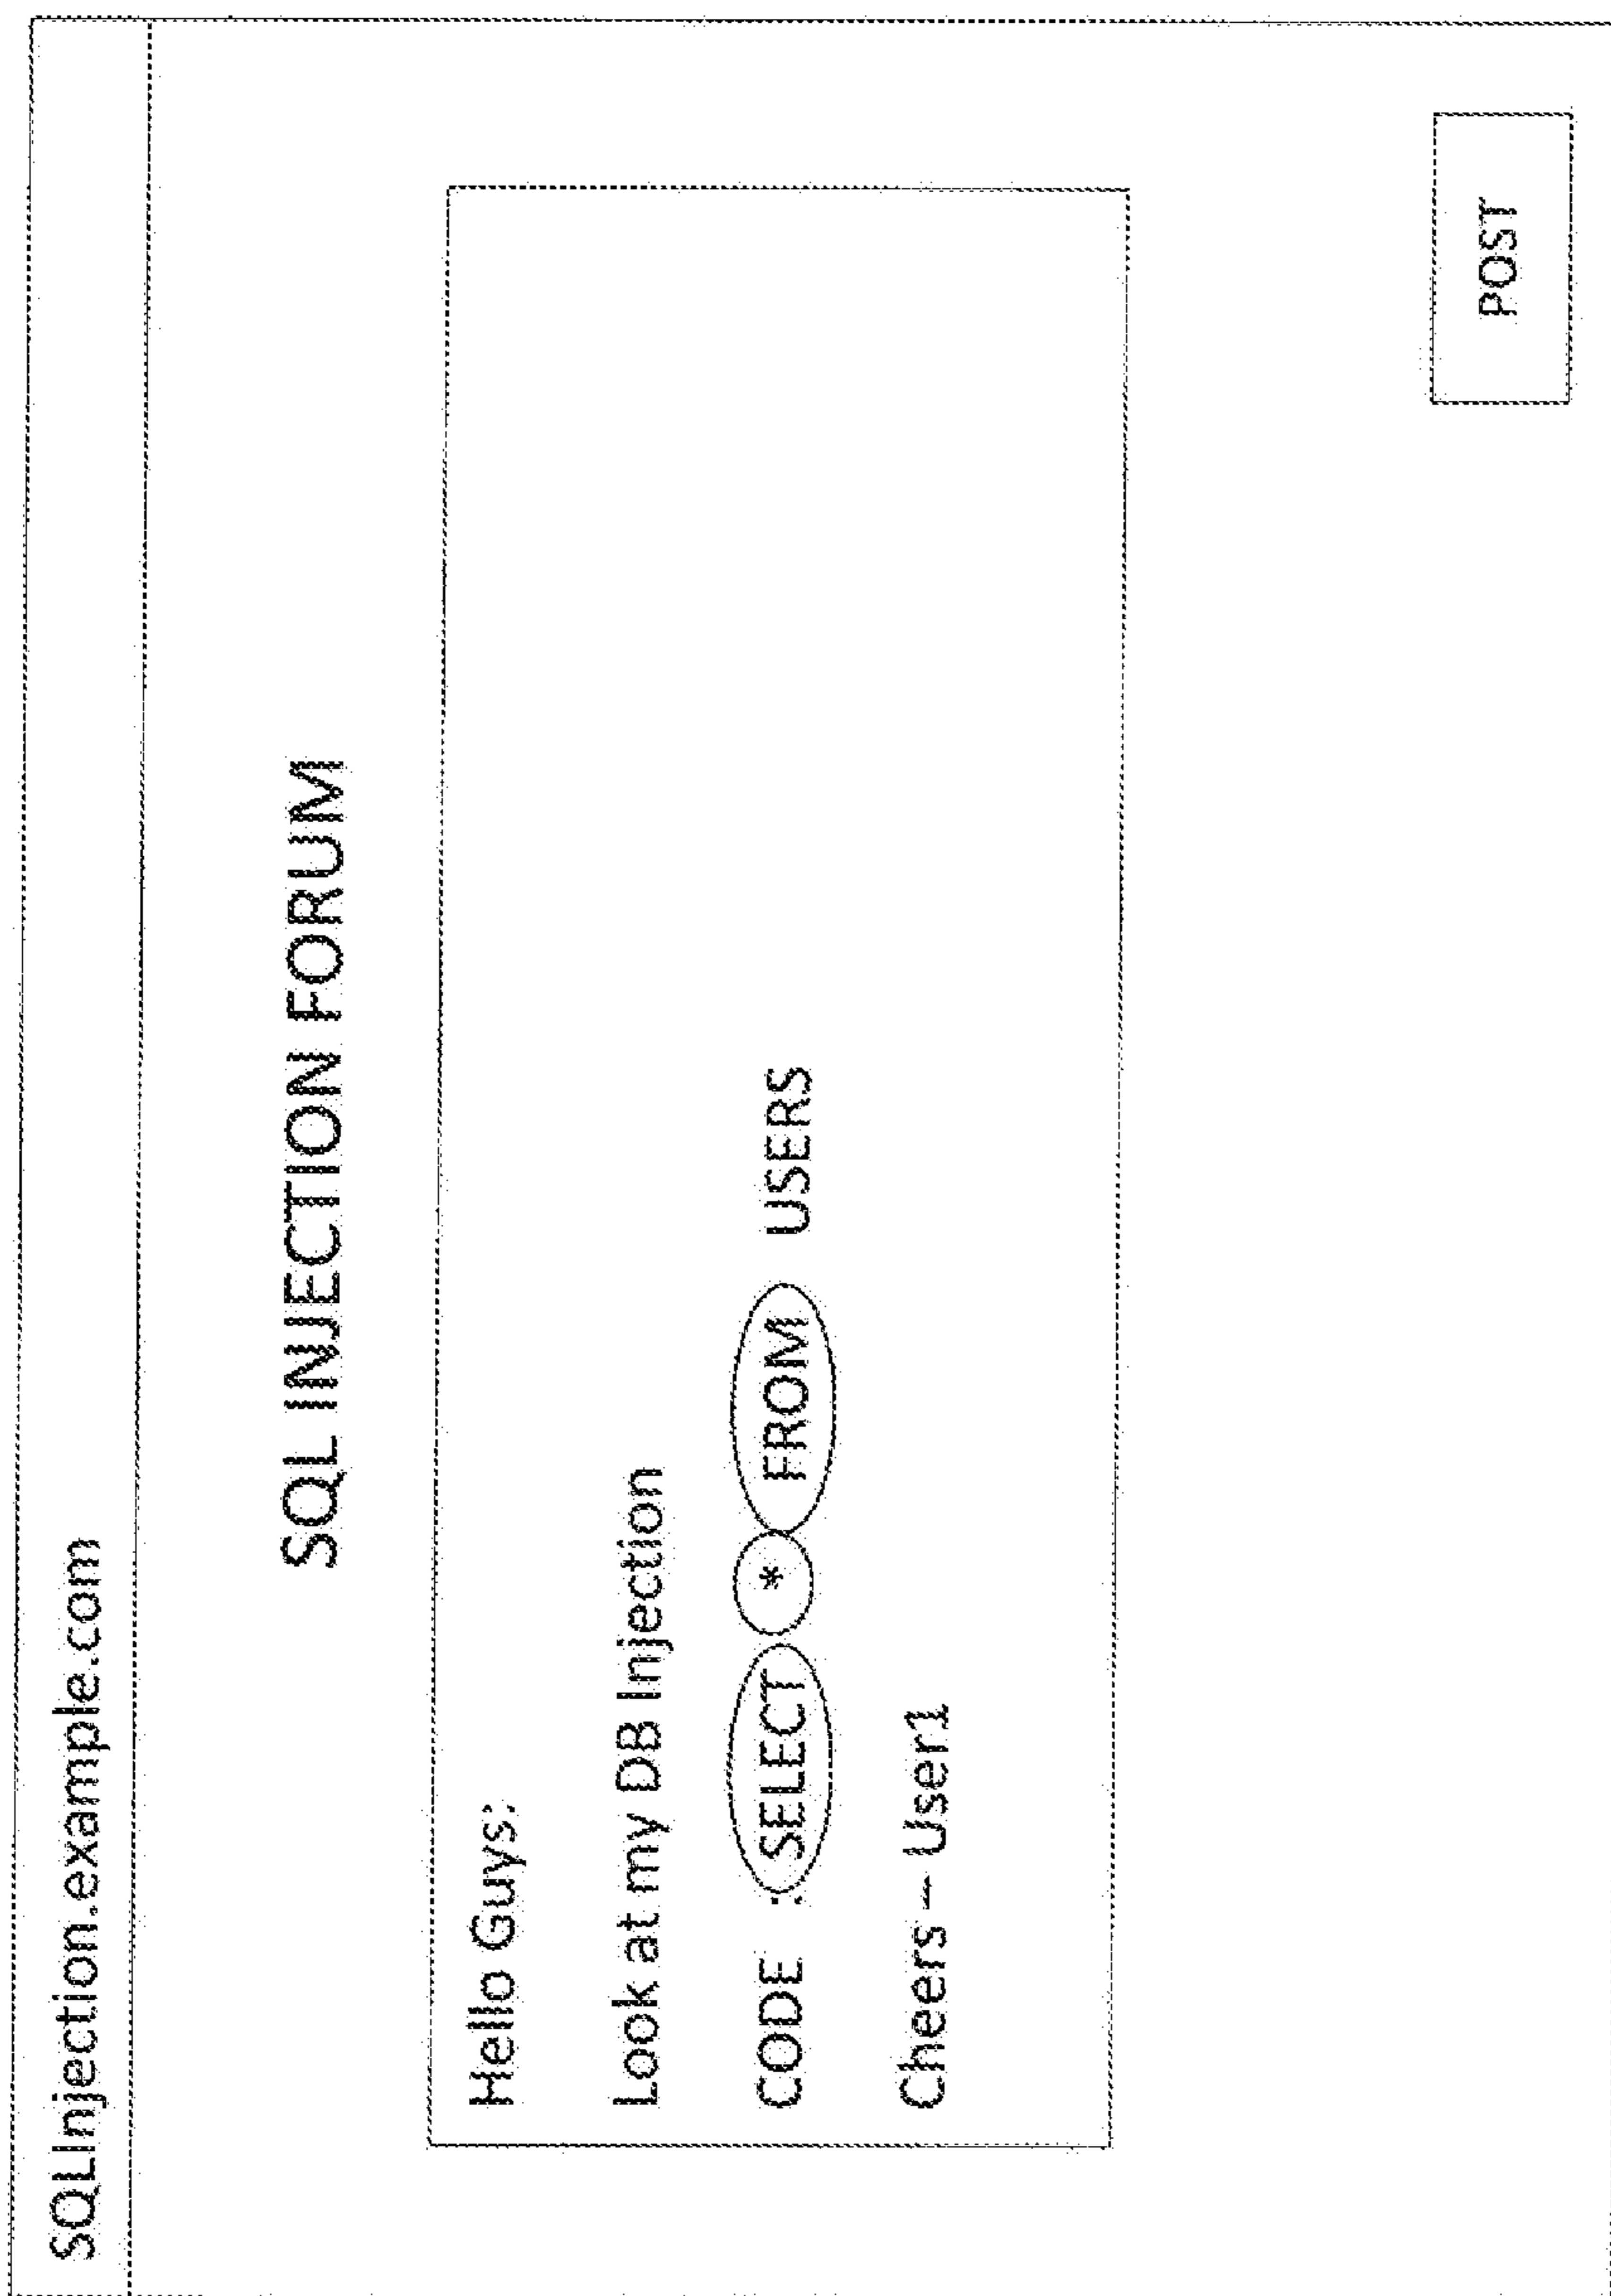 SQLInjection.example.com
SQL INJECTION FORUM
Hello Guys:
Look at my DB Injection
CODE : SELECT * FROM USERS
Cheers – User1
POST